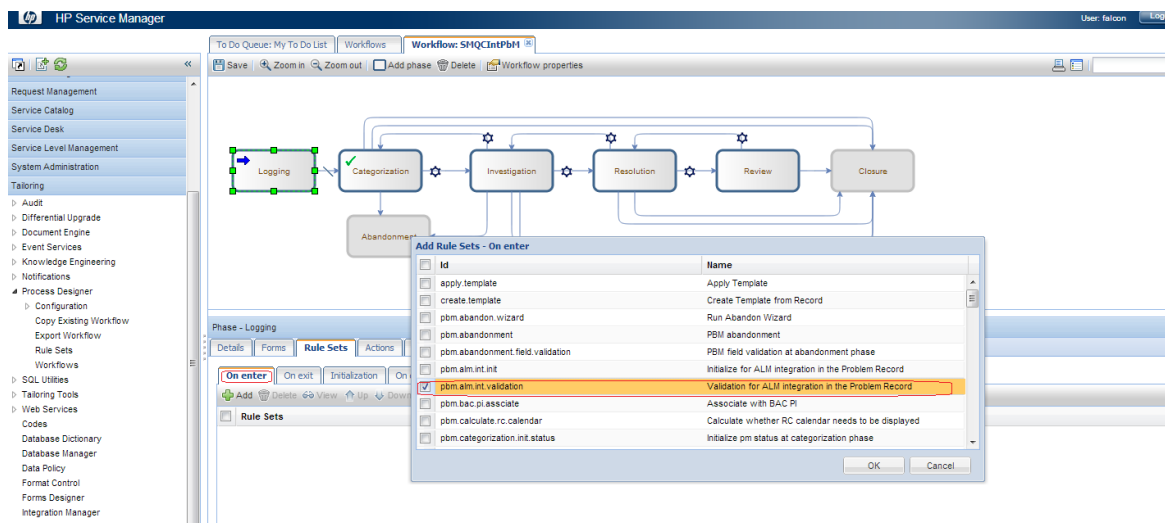 HP Service Manager
User: falcon
Log
To Do Queue: My To Do List
Workflows
Workflow: SMQCIntPbM
Save
Zoom in
Zoom out
Add phase
Delete
Workflow properties
Request Management
Service Catalog
Service Desk
Service Level Management
System Administration
Tailoring
Audit
Differential Upgrade
Document Engine
Event Services
Knowledge Engineering
Notifications
Process Designer
Configuration
Copy Existing Workflow
Export Workflow
Rule Sets
Workflows
SQL Utilities
Tailoring Tools
Web Services
Codes
Database Dictionary
Database Manager
Data Policy
Format Control
Forms Designer
Integration Manager
Logging
Categorization
Investigation
Resolution
Review
Closure
Abandonment
Phase - Logging
Details
Forms
Rule Sets
Actions
On enter
On exit
Initialization
On
Add
Delete
View
Up
Down
Rule Sets
Add Rule Sets - On enter
Id Name
apply.template Apply Template
create.template Create Template from Record
pbm.abandon.wizard Run Abandon Wizard
pbm.abandonment PBM abandonment
pbm.abandonment.field.validation PBM field validation at abandonment phase
pbm.alm.int.init Initialize for ALM integration in the Problem Record
pbm.alm.int.validation Validation for ALM integration in the Problem Record
pbm.bac.pi.associate Associate with BAC PI
pbm.calculate.rc.calendar Calculate whether RC calendar needs to be displayed
pbm.categorization.init.status Initialize pm status at categorization phase
OK
Cancel